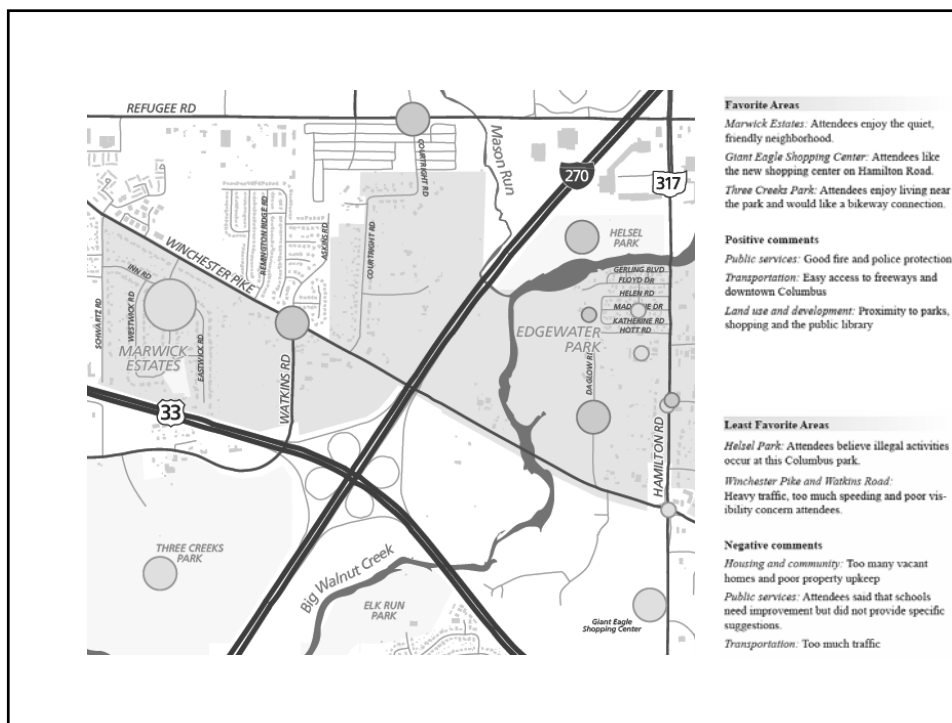 REFUGEE RD
Mason Run
COURTRIGHT RD
270
317
REMINGTON RIDGE RD
ASKINS RD
COURTRIGHT RD
HELSEL
PARK
WINCHESTER PIKE
INN RD
GERLING BLVD
FLOYD DR
HELEN RD
KATHERINE RD
HOTT RD
SCHWARTZ RD
WESTWICK RD
EASTWICK RD
MARWICK
ESTATES
WATKINS RD
EDGEWATER
PARK
33
HAMILTON RD
THREE CREEKS
PARK
Big Walnut Creek
ELK RUN
PARK
Giant Eagle
Shopping Center
Favorite Areas
Marwick Estates: Attendees enjoy the quiet,
friendly neighborhood.
Giant Eagle Shopping Center: Attendees like
the new shopping center on Hamilton Road.
Three Creeks Park: Attendees enjoy living near
the park and would like a bikeway connection.
Positive comments
Public services: Good fire and police protection
Transportation: Easy access to freeways and
downtown Columbus
Land use and development: Proximity to parks,
shopping and the public library
Least Favorite Areas
Helsel Park: Attendees believe illegal activities
occur at this Columbus park.
Winchester Pike and Watkins Road:
Heavy traffic, too much speeding and poor vis-
ibility concern attendees.
Negative comments
Housing and community: Too many vacant
homes and poor property upkeep
Public services: Attendees said that schools
need improvement but did not provide specific
suggestions.
Transportation: Too much traffic